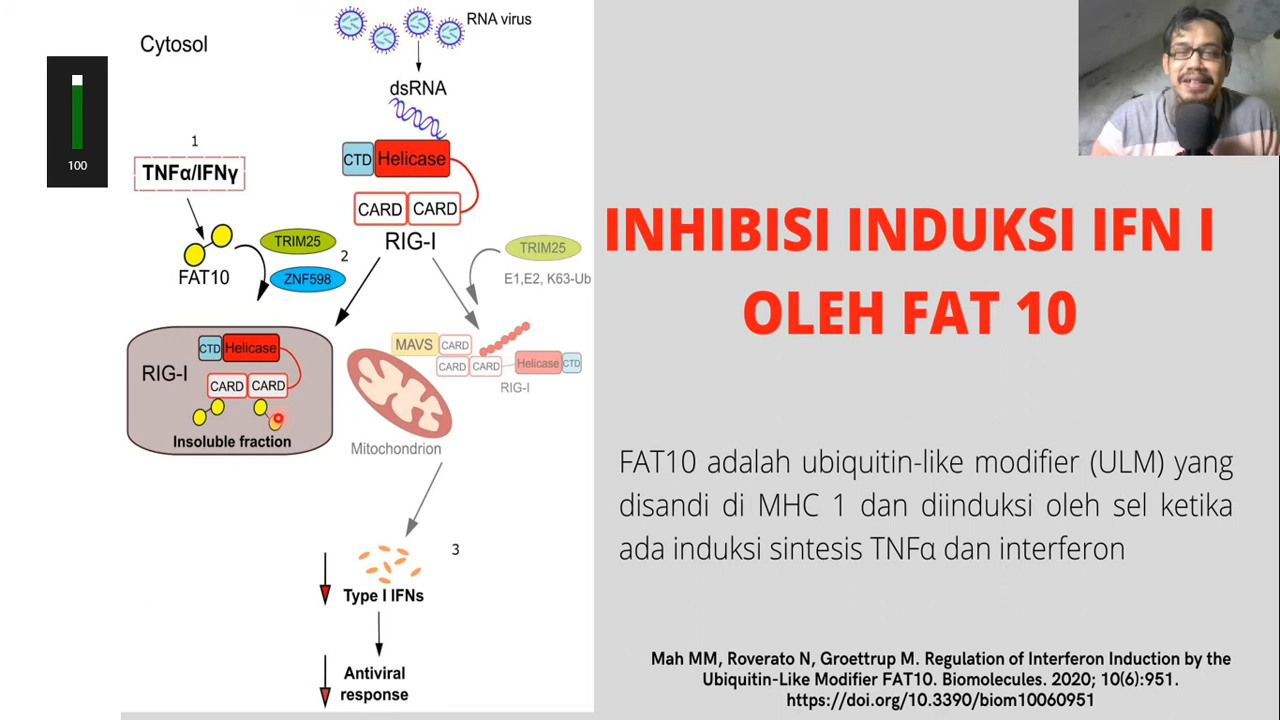 RNA virus
Cytosol
dsRNA
100
1
TNFα/IFNγ
CTD Helicase
CARD CARD
RIG-I
TRIM25
2
ZNF598
FAT10
TRIM25
E1,E2, K63-Ub
CTD Helicase
RIG-I
CARD CARD
Insoluble fraction
MAVS CARD
CARD CARD Helicase CTD
RIG-I
Mitochondrion
3
Type I IFNs
Antiviral
response
INHIBISI INDUKSI IFN I
OLEH FAT 10
FAT10 adalah ubiquitin-like modifier (ULM) yang
disandi di MHC 1 dan diinduksi oleh sel ketika
ada induksi sintesis TNFα dan interferon
Mah MM, Roverato N, Groettrup M. Regulation of Interferon Induction by the
Ubiquitin-Like Modifier FAT10. Biomolecules. 2020; 10(6):951.
https://doi.org/10.3390/biom10060951